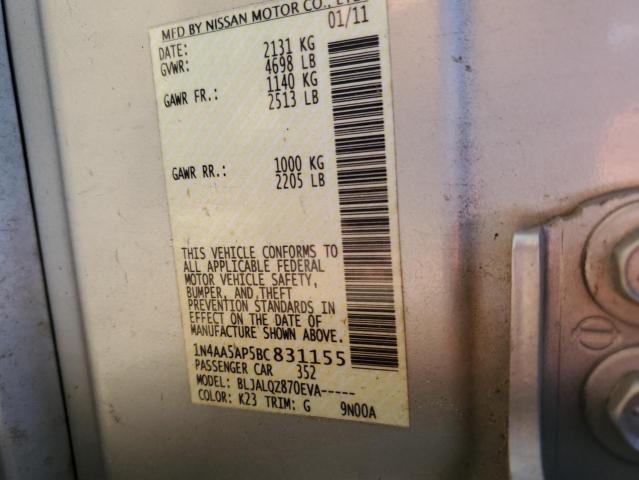 MFD BY NISSAN MOTOR CO., LTD.
01/11
DATE: 2131 KG
GVWR: 4698 LB
1140 KG
GAWR FR.: 2513 LB
1000 KG
GAWR RR.: 2205 LB
THIS VEHICLE CONFORMS TO
ALL APPLICABLE FEDERAL
MOTOR VEHICLE SAFETY,
BUMPER, AND THEFT
PREVENTION STANDARDS IN
EFFECT ON THE DATE OF
MANUFACTURE SHOWN ABOVE.
1N4AA5AP5BC831155
PASSENGER CAR 352
MODEL: BLJALQZ870EVA-----
COLOR: K23 TRIM: G 9N00A